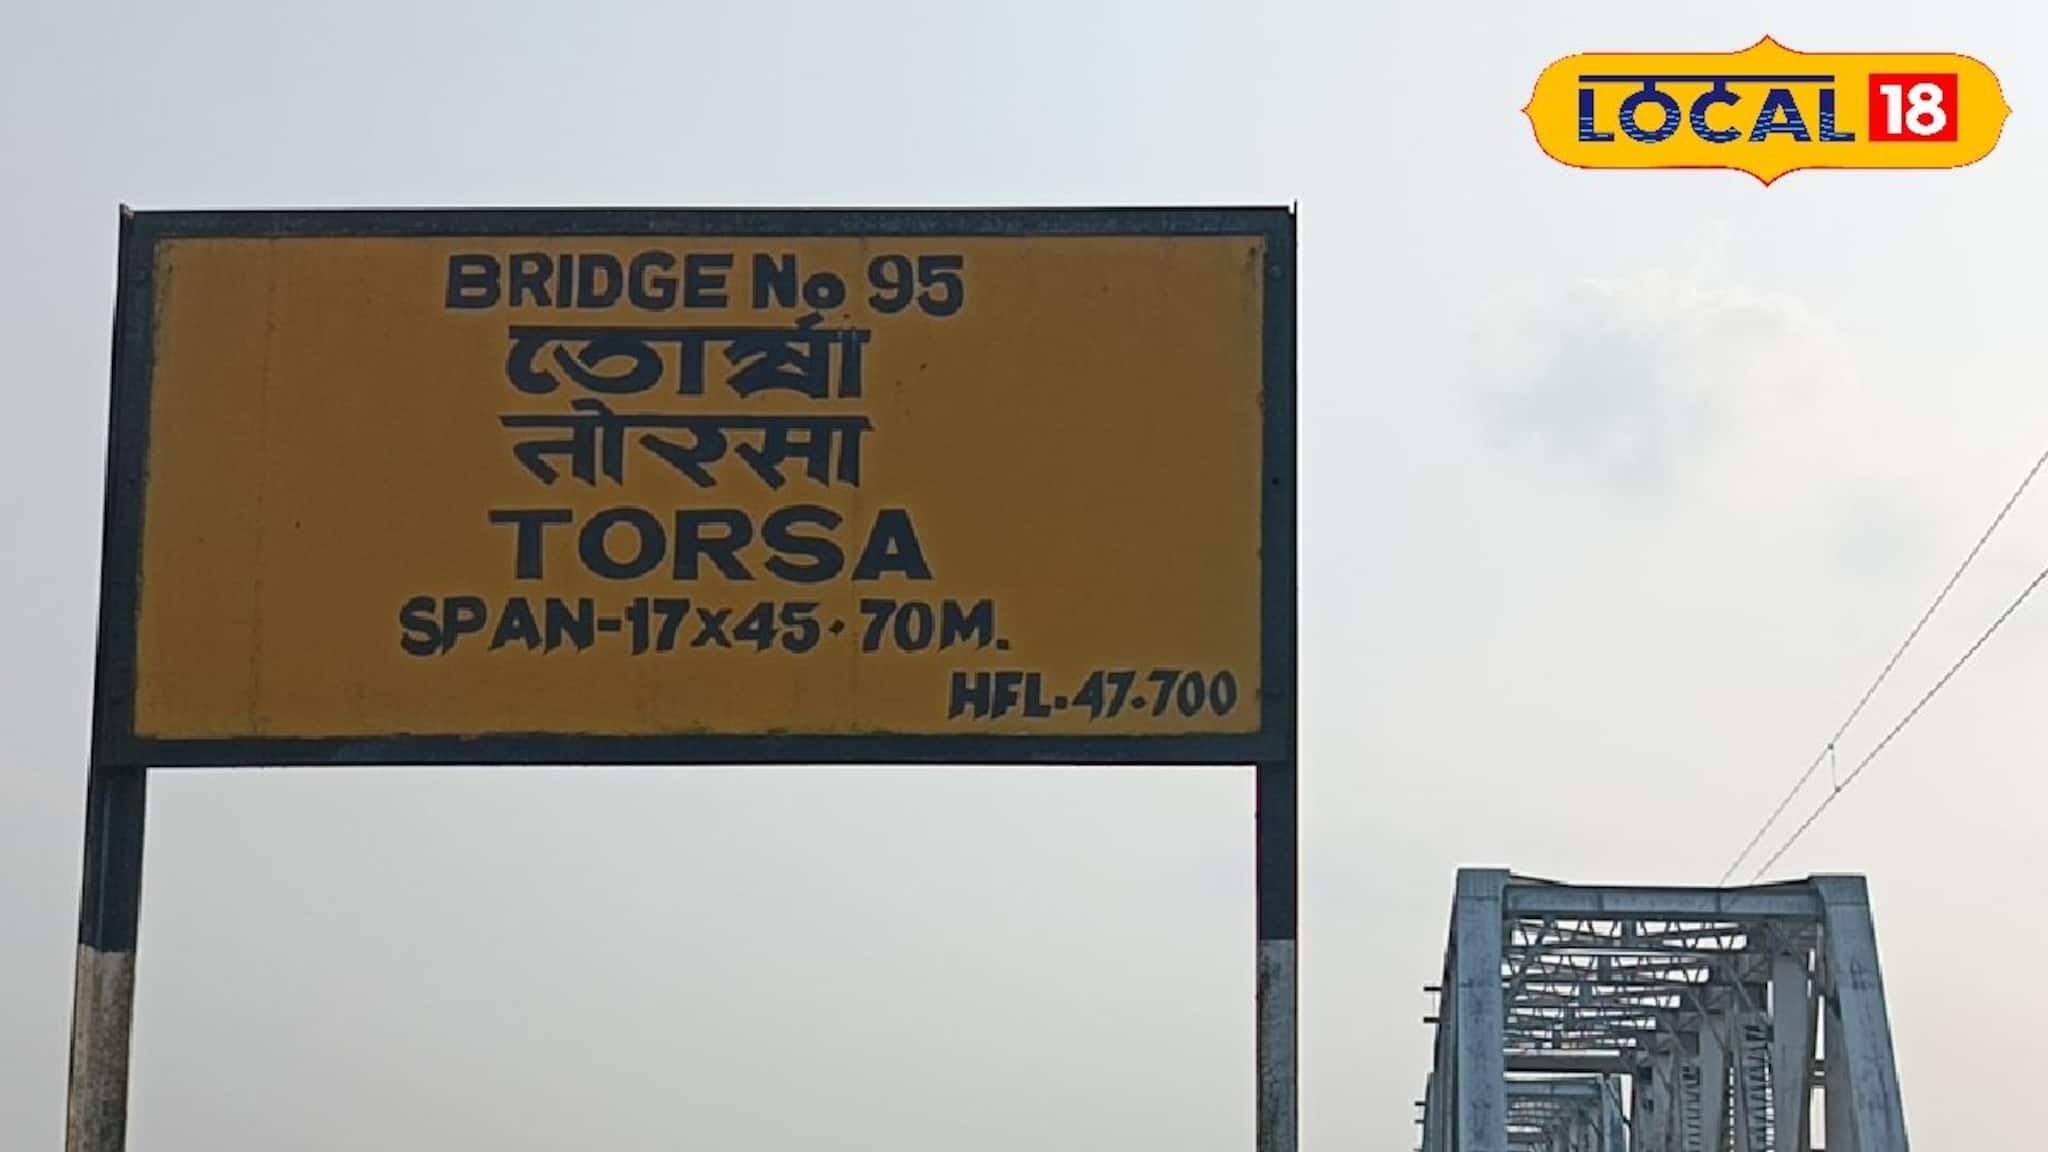 LOCAL 18
BRIDGE No 95
তোর্ষা
तोरसा
TORSA
SPAN-17x45.70M.
HFL.47.700